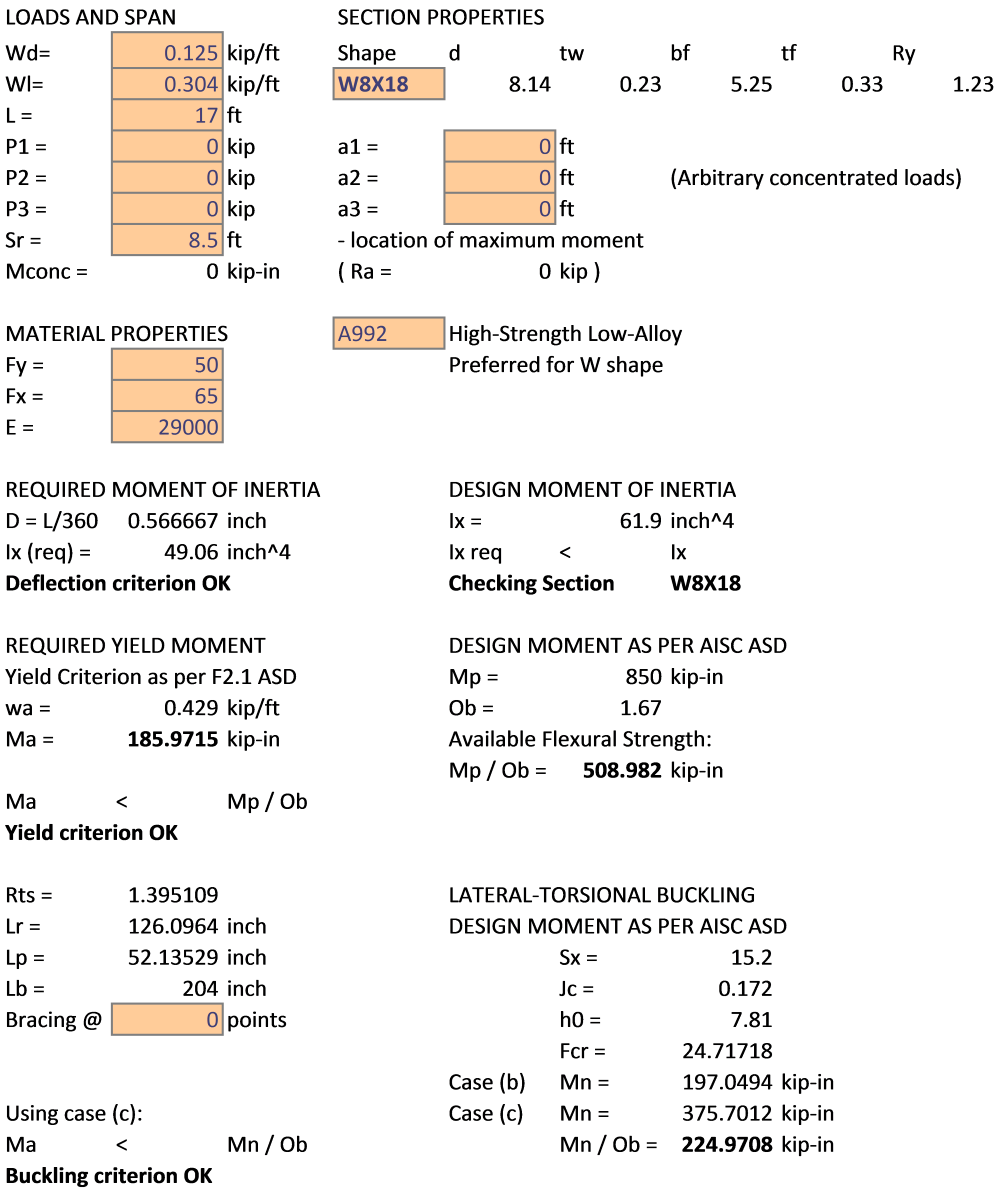 LOADS AND SPAN SECTION PROPERTIES
Wd= 0.125 kip/ft Shape d tw bf tf Ry
Wl= 0.304 kip/ft W8X18 8.14 0.23 5.25 0.33 1.23
L = 17 ft
P1 = 0 kip a1 = 0 ft
P2 = 0 kip a2 = 0 ft (Arbitrary concentrated loads)
P3 = 0 kip a3 = 0 ft
Sr = 8.5 ft - location of maximum moment
Mconc = 0 kip-in ( Ra = 0 kip )
MATERIAL PROPERTIES A992 High-Strength Low-Alloy
Fy = 50 Preferred for W shape
Fx = 65
E = 29000
REQUIRED MOMENT OF INERTIA DESIGN MOMENT OF INERTIA
D = L/360 0.566667 inch Ix = 61.9 inch^4
Ix (req) = 49.06 inch^4 Ix req < Ix
Deflection criterion OK Checking Section W8X18
REQUIRED YIELD MOMENT DESIGN MOMENT AS PER AISC ASD
Yield Criterion as per F2.1 ASD Mp = 850 kip-in
wa = 0.429 kip/ft Ob = 1.67
Ma = 185.9715 kip-in Available Flexural Strength:
Mp / Ob = 508.982 kip-in
Ma < Mp / Ob
Yield criterion OK
Rts = 1.395109 LATERAL-TORSIONAL BUCKLING
Lr = 126.0964 inch DESIGN MOMENT AS PER AISC ASD
Lp = 52.13529 inch Sx = 15.2
Lb = 204 inch Jc = 0.172
Bracing @ 0 points h0 = 7.81
Fcr = 24.71718
Case (b) Mn = 197.0494 kip-in
Using case (c): Case (c) Mn = 375.7012 kip-in
Ma < Mn / Ob Mn / Ob = 224.9708 kip-in
Buckling criterion OK